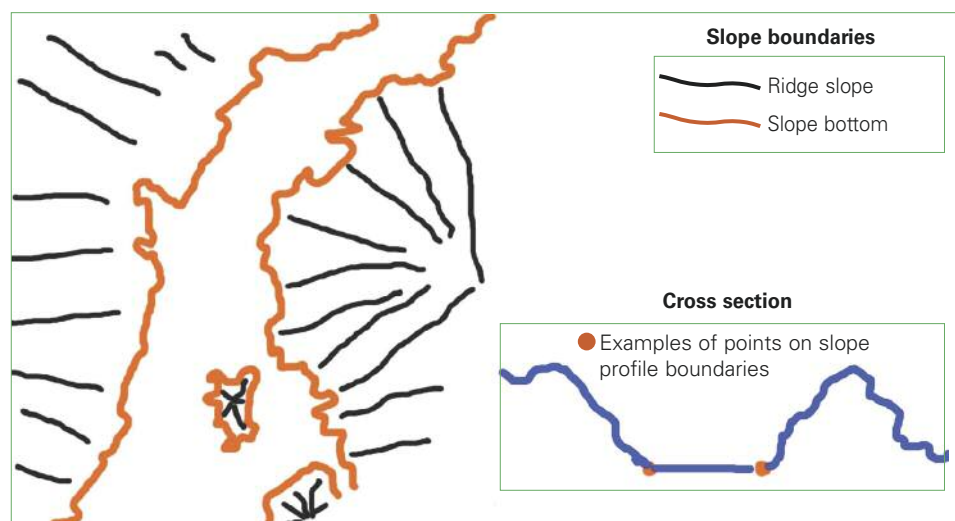 Slope boundaries
Ridge slope
Slope bottom
Cross section
Examples of points on slope
profile boundaries